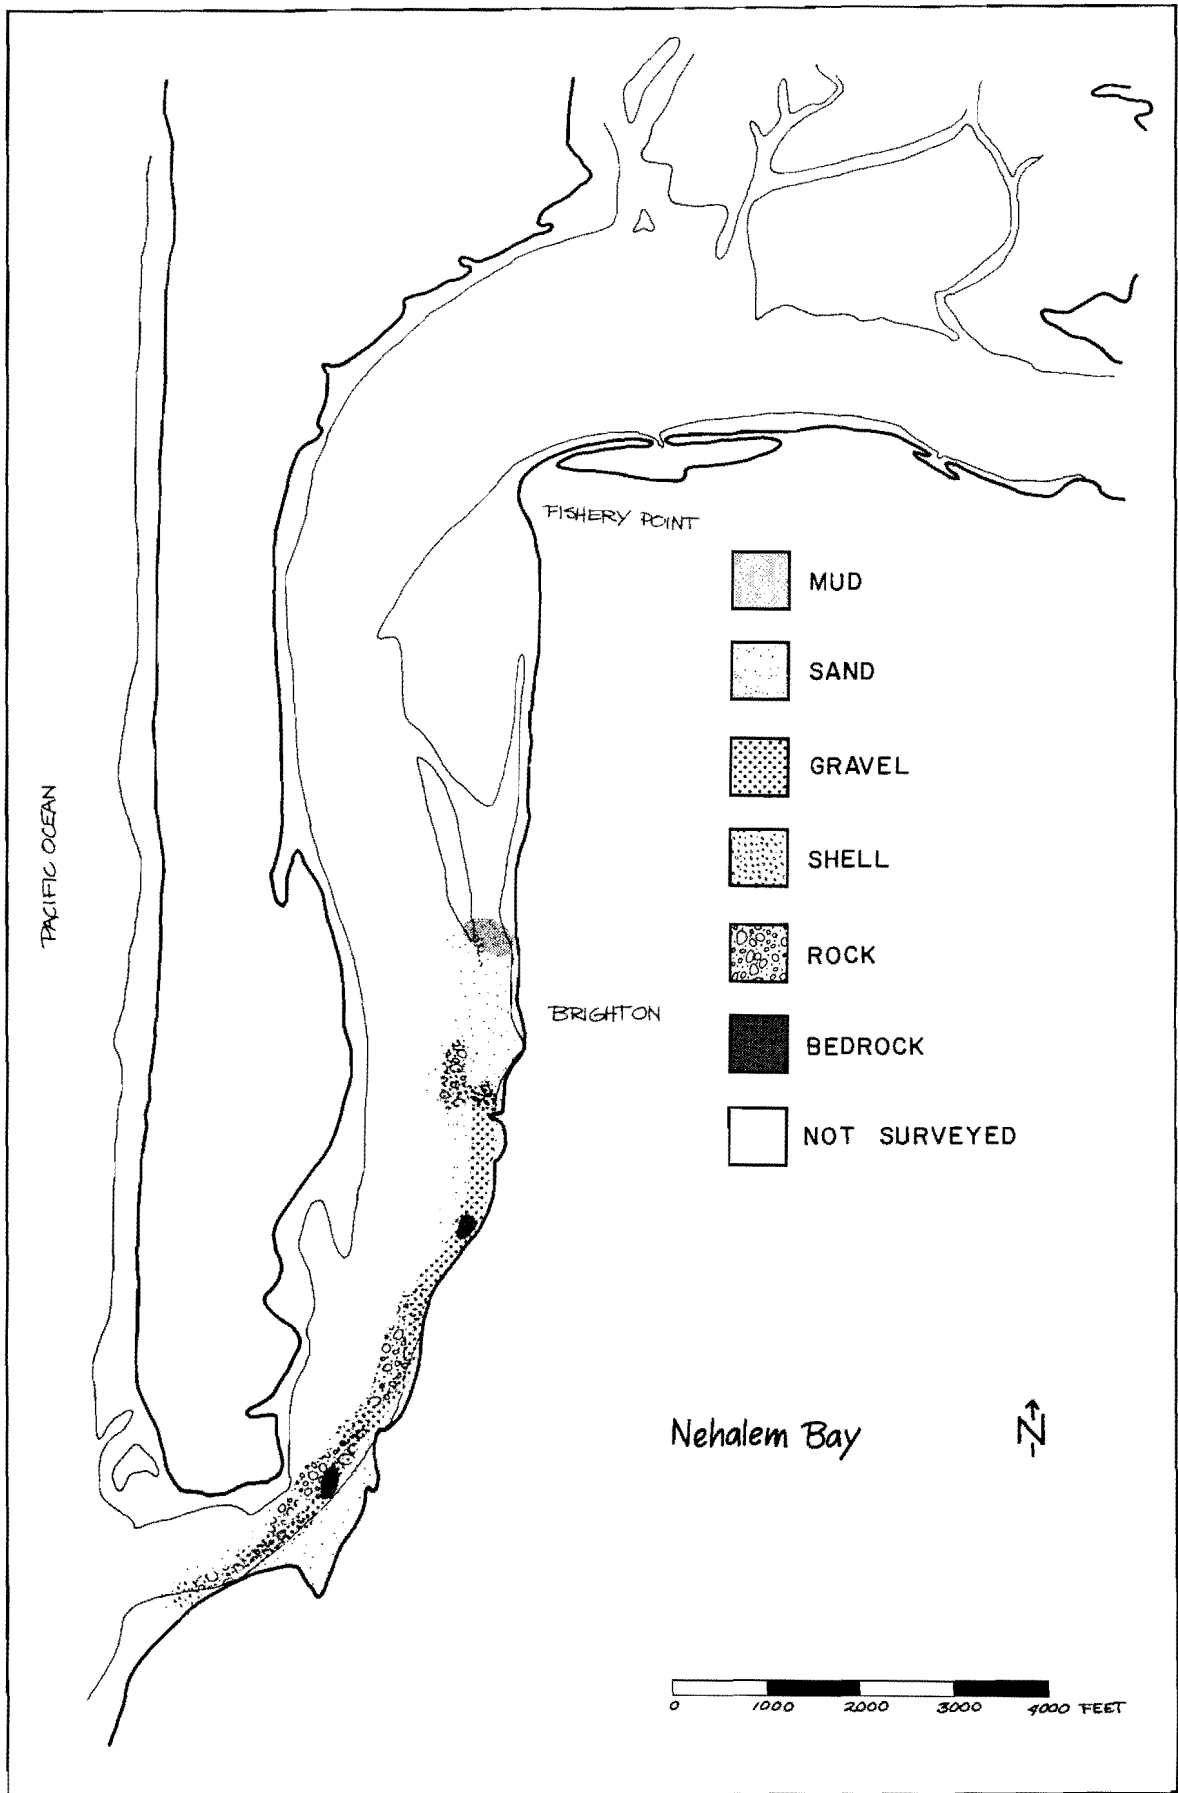 FISHERY POINT
MUD
SAND
GRAVEL
SHELL
ROCK
BEDROCK
NOT SURVEYED
PACIFIC OCEAN
BRIGHTON
Nehalem Bay
N
0 1000 2000 3000 4000 FEET